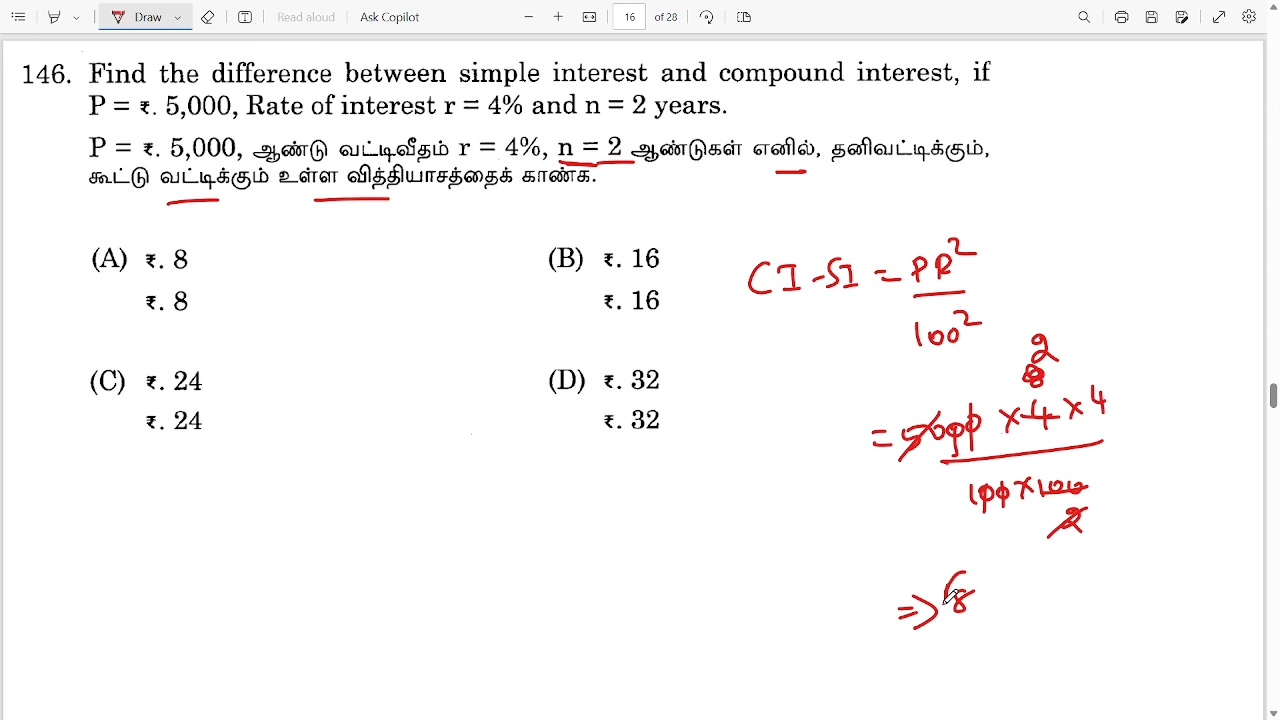 Draw
Read aloud
Ask Copilot
16
of 28
146. Find the difference between simple interest and compound interest, if
P = ₹. 5,000, Rate of interest r = 4% and n = 2 years.
P = ₹. 5,000, ஆண்டு வட்டிவீதம் r = 4%, n = 2 ஆண்டுகள் எனில், தனிவட்டிக்கும்,
கூட்டு வட்டிக்கும் உள்ள வித்தியாசத்தைக் காண்க.
(A) ₹. 8
₹. 8
(B) ₹. 16
₹. 16
(C) ₹. 24
₹. 24
(D) ₹. 32
₹. 32
CI - SI = PR²
100²
2
= 5000 × 4 × 4
100 × 100
2
=> 8